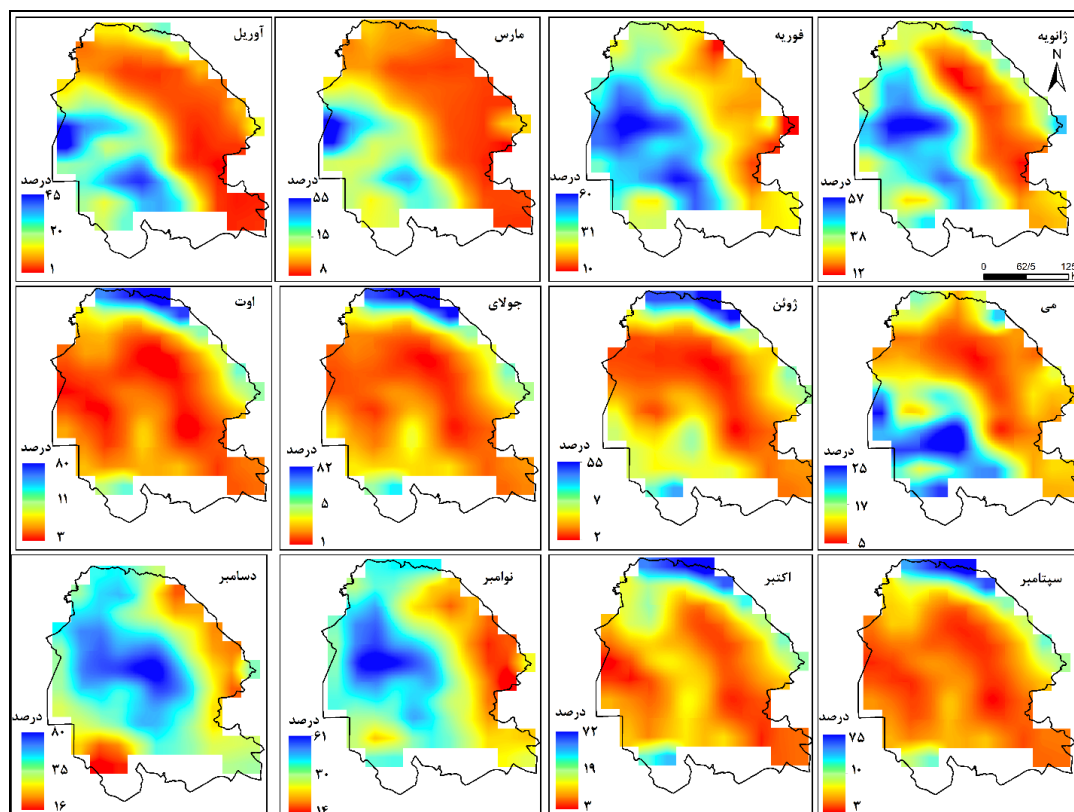 ژانویه
N
درصد
۵۷
۳۸
۱۲
0 62/5 125
فوریه
درصد
۶۰
۳۱
۱۰
مارس
درصد
۵۵
۱۵
۸
آوریل
درصد
۴۵
۲۰
۱
می
درصد
۲۵
۱۷
۵
ژوئن
درصد
۵۵
۷
۲
جولای
درصد
۸۲
۵
۱
اوت
درصد
۸۰
۱۱
۳
سپتامبر
درصد
۷۵
۱۰
۳
اکتبر
درصد
۷۲
۱۹
۳
نوامبر
درصد
۶۱
۳۰
۱۴
دسامبر
درصد
۸۰
۳۵
۱۶